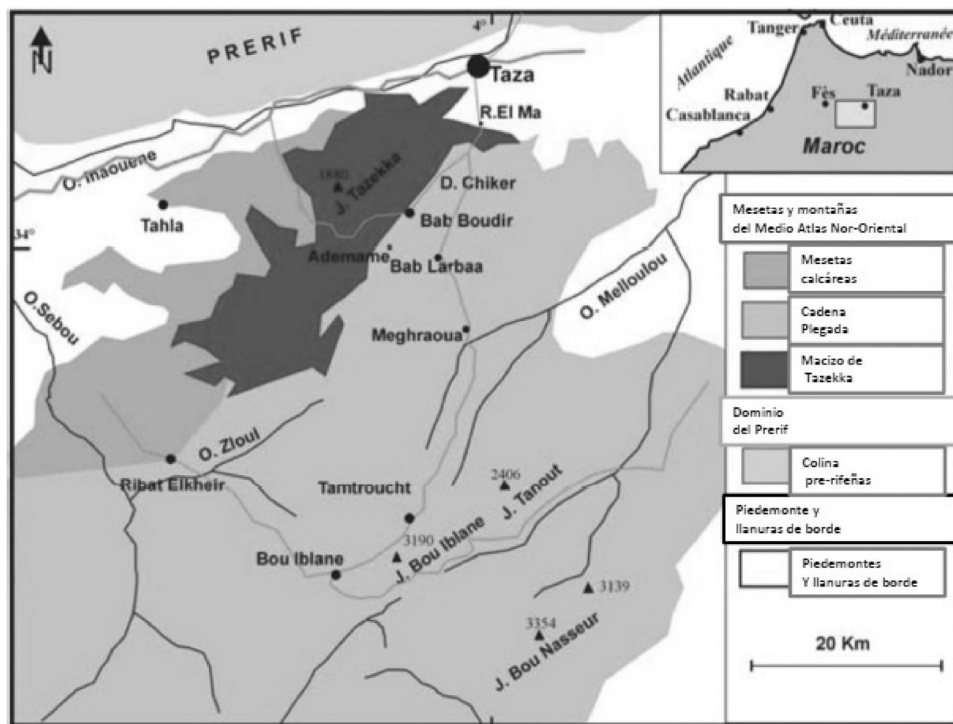 N
PRERIF
4°
Taza
R.El Ma
O. Inaouene
1880
J. Tazekka
D. Chiker
Tahla
Bab Boudir
34°
Ademame
Bab Larbaa
O.Sebou
O. Melloulou
Meghraoua
O. Zloul
Ribat Elkheir
Tamtroucht
2406
J. Tanout
3190
Bou Iblane
J. Bou Iblane
3139
3354
J. Bou Nasseur
Ceuta
Tanger
Méditerranée
Atlantique
Nador
Rabat
Fès
Taza
Casablanca
Maroc
Mesetas y montañas
del Medio Atlas Nor-Oriental
Mesetas
calcáreas
Cadena
Plegada
Macizo de
Tazekka
Dominio
del Prerif
Colina
pre-rifeñas
Piedemonte y
llanuras de borde
Piedemontes
Y llanuras de borde
20 Km